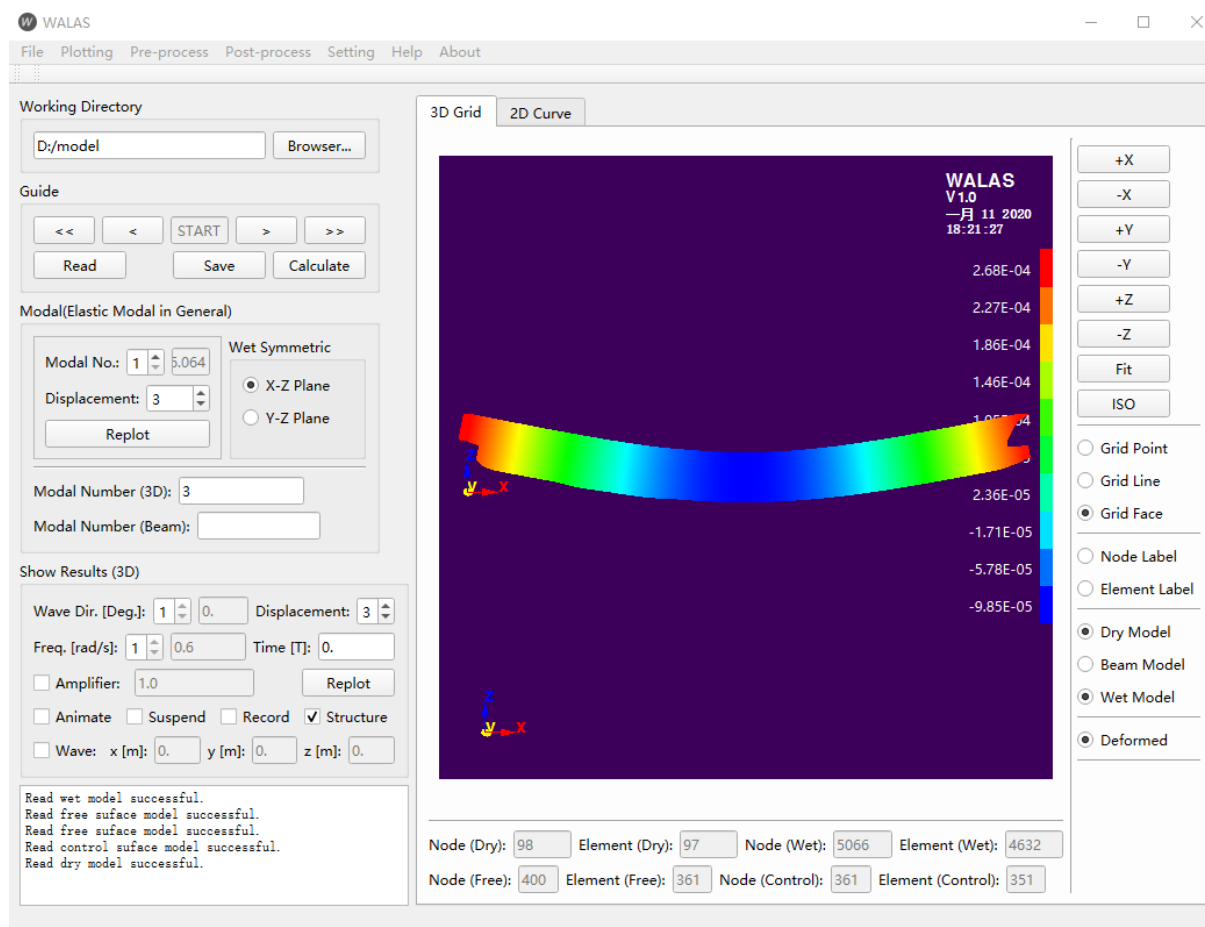 WALAS
File Plotting Pre-process Post-process Setting Help About
Working Directory
D:/model Browser...
Guide
<< < START > >>
Read Save Calculate
Modal(Elastic Modal in General)
Modal No.: 1 5.064
Displacement: 3
Replot
Wet Symmetric
X-Z Plane
Y-Z Plane
Modal Number (3D): 3
Modal Number (Beam):
Show Results (3D)
Wave Dir. [Deg.]: 1 0. Displacement: 3
Freq. [rad/s]: 1 0.6 Time [T]: 0.
Amplifier: 1.0 Replot
Animate Suspend Record Structure
Wave: x [m]: 0. y [m]: 0. z [m]: 0.
Read wet model successful.
Read free suface model successful.
Read free suface model successful.
Read control suface model successful.
Read dry model successful.
3D Grid 2D Curve
WALAS
V 1.0
一月 11 2020
18:21:27
2.68E-04
2.27E-04
1.86E-04
1.46E-04
2.36E-05
-1.71E-05
-5.78E-05
-9.85E-05
Z
Y X
Z
Y X
Node (Dry): 98 Element (Dry): 97 Node (Wet): 5066 Element (Wet): 4632
Node (Free): 400 Element (Free): 361 Node (Control): 361 Element (Control): 351
+X
-X
+Y
-Y
+Z
-Z
Fit
ISO
Grid Point
Grid Line
Grid Face
Node Label
Element Label
Dry Model
Beam Model
Wet Model
Deformed